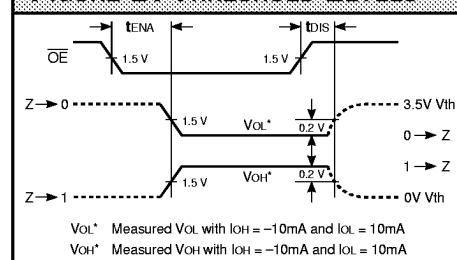 tENA
tDIS
OE
1.5 V
1.5 V
Z → 0
3.5V Vth
1.5 V
VOL*
0.2 V
0 → Z
1 → Z
1.5 V
VOH*
0.2 V
Z → 1
0V Vth
VOL* Measured VOL with IOH = –10mA and IOL = 10mA
VOH* Measured VOH with IOH = –10mA and IOL = 10mA